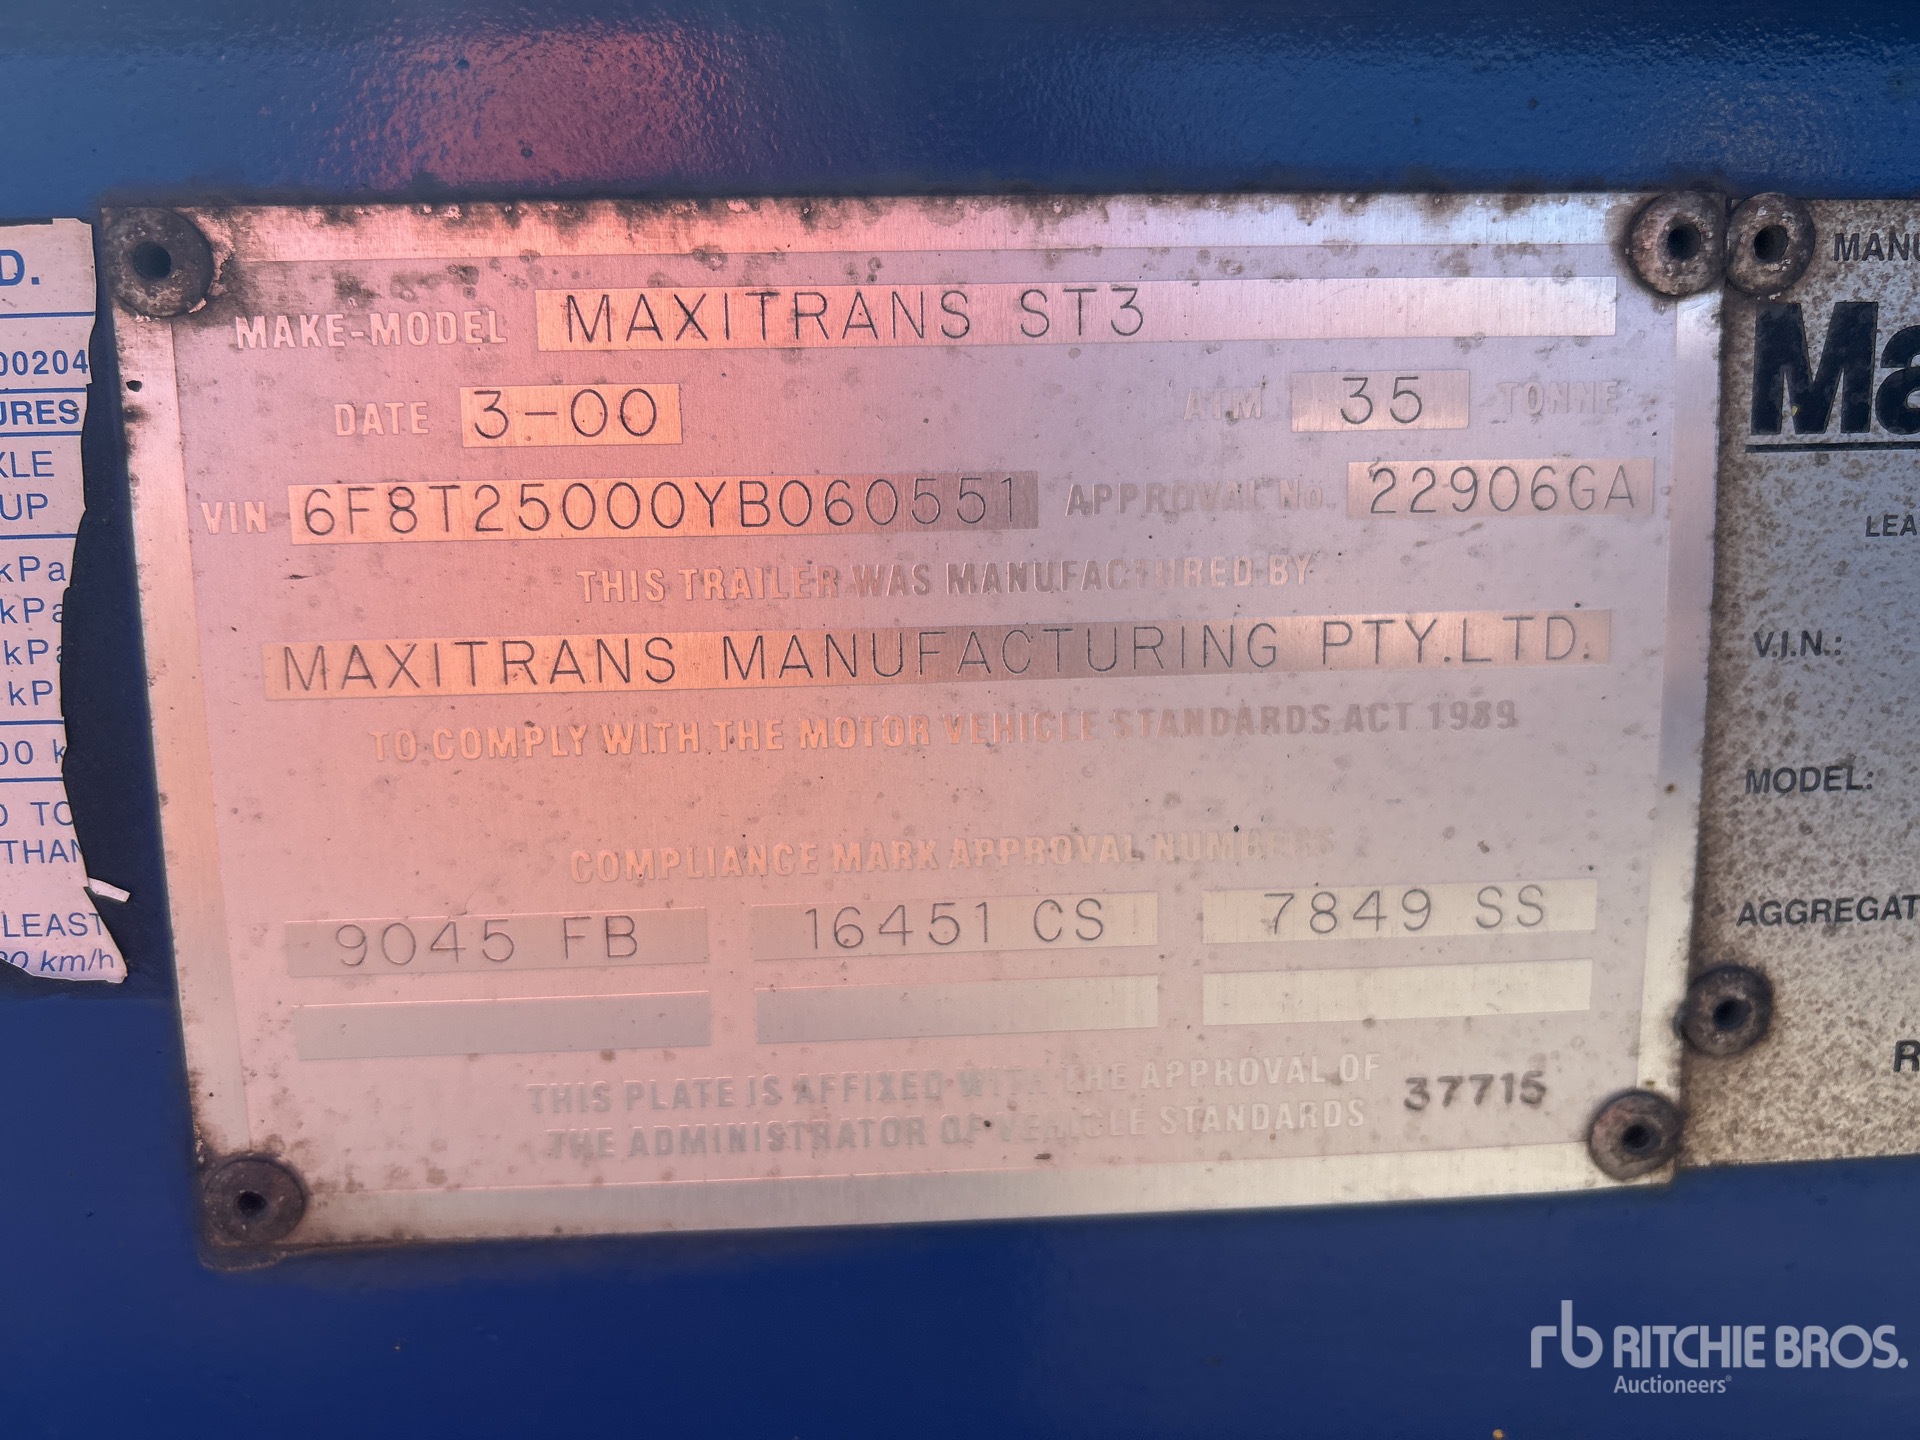 D.
00204
URES
XLE
UP
kPa
kPa
kPa
kP
00 k
D TO
THAN
LEAST
00 km/h
MAKE-MODEL MAXITRANS ST3
DATE 3-00 ATM 35 TONNE
VIN 6F8T25000YB060551 APPROVAL No. 22906GA
THIS TRAILER WAS MANUFACTURED BY
MAXITRANS MANUFACTURING PTY.LTD.
TO COMPLY WITH THE MOTOR VEHICLE STANDARDS ACT 1989
COMPLIANCE MARK APPROVAL NUMBERS
9045 FB 16451 CS 7849 SS
THIS PLATE IS AFFIXED WITH THE APPROVAL OF
THE ADMINISTRATOR OF VEHICLE STANDARDS 37715
MANU
Ma
LEA
V.I.N.:
MODEL:
AGGREGAT
R
rb RITCHIE BROS.
Auctioneers